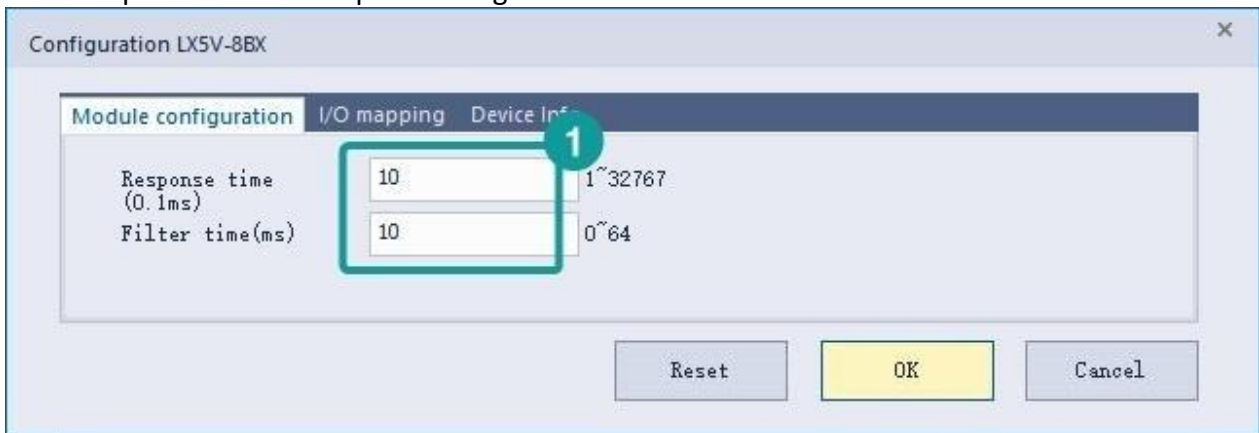 Configuration LX5V-8BX
Module configuration I/O mapping Device
1
Response time 10 1~32767
(0.1ms)
Filter time(ms) 10 0~64
Reset OK Cancel